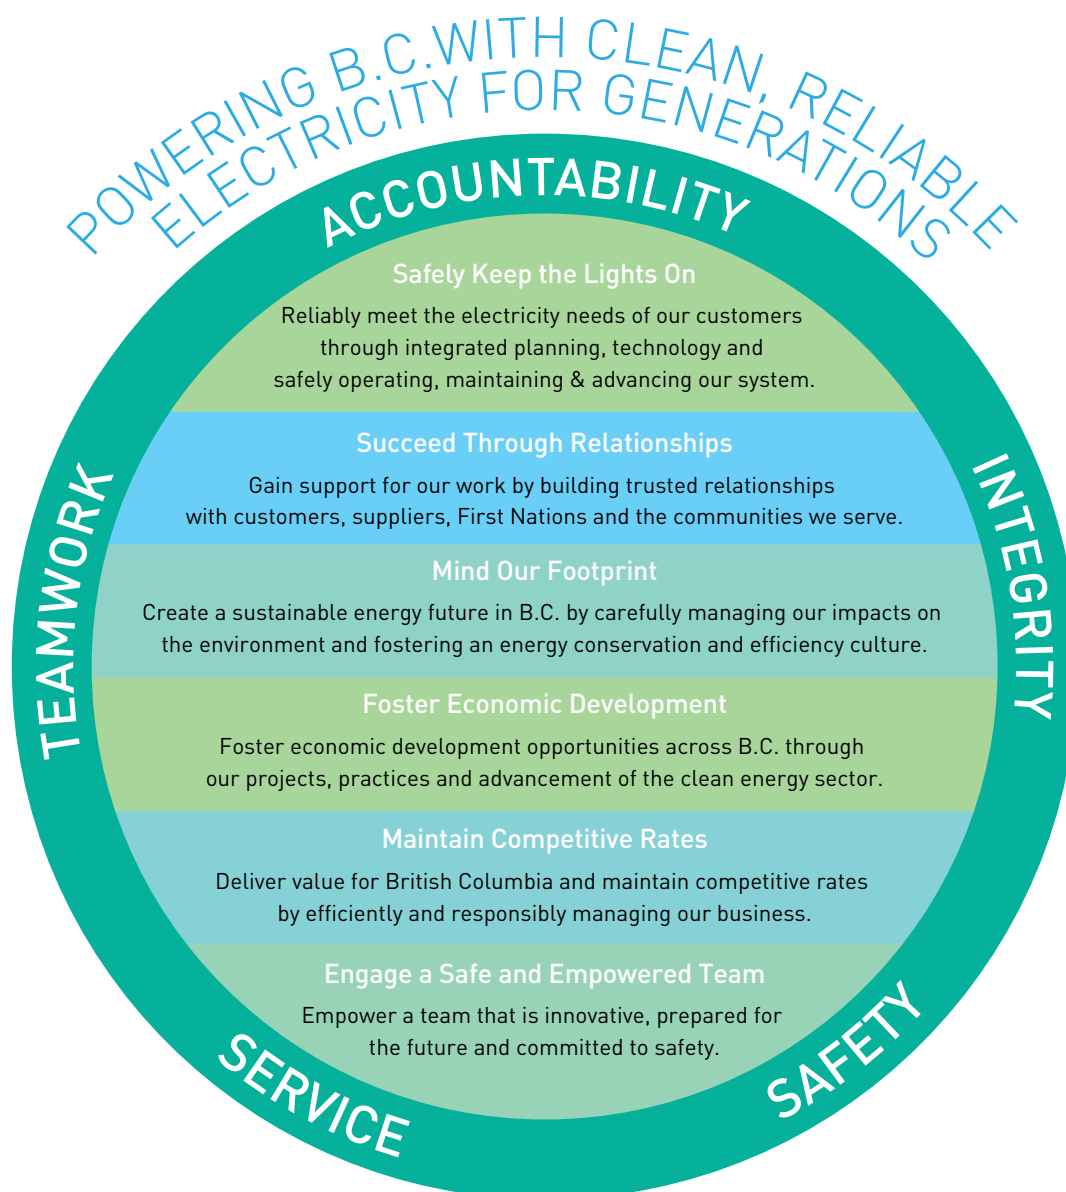 POWERING B.C.WITH CLEAN, RELIABLE
ELECTRICITY FOR GENERATIONS
ACCOUNTABILITY
Safely Keep the Lights On
Reliably meet the electricity needs of our customers
through integrated planning, technology and
safely operating, maintaining & advancing our system.
Succeed Through Relationships
Gain support for our work by building trusted relationships
with customers, suppliers, First Nations and the communities we serve.
TEAMWORK
INTEGRITY
Mind Our Footprint
Create a sustainable energy future in B.C. by carefully managing our impacts on
the environment and fostering an energy conservation and efficiency culture.
Foster Economic Development
Foster economic development opportunities across B.C. through
our projects, practices and advancement of the clean energy sector.
Maintain Competitive Rates
Deliver value for British Columbia and maintain competitive rates
by efficiently and responsibly managing our business.
Engage a Safe and Empowered Team
Empower a team that is innovative, prepared for
the future and committed to safety.
SERVICE
SAFETY